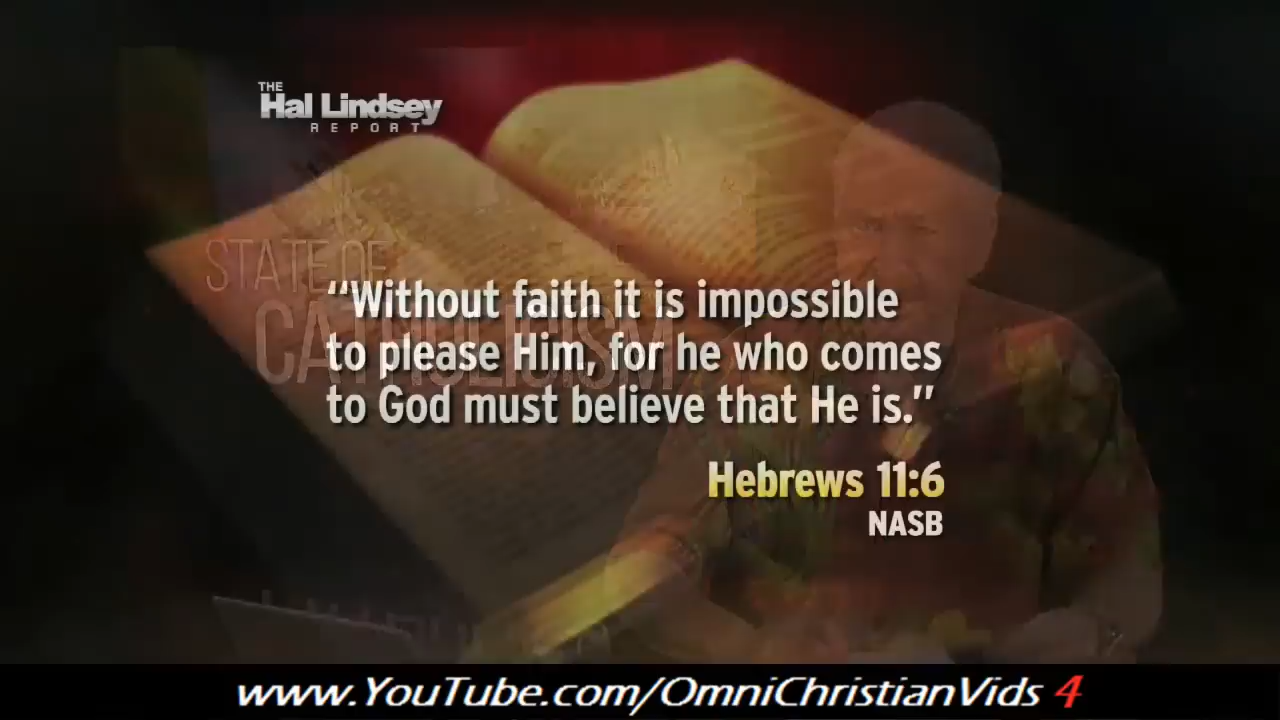 THE
Hal Lindsey
REPORT
STATE OF
CATHOLICISM
“Without faith it is impossible
to please Him, for he who comes
to God must believe that He is.”
Hebrews 11:6
NASB
www.YouTube.com/OmniChristianVids 4